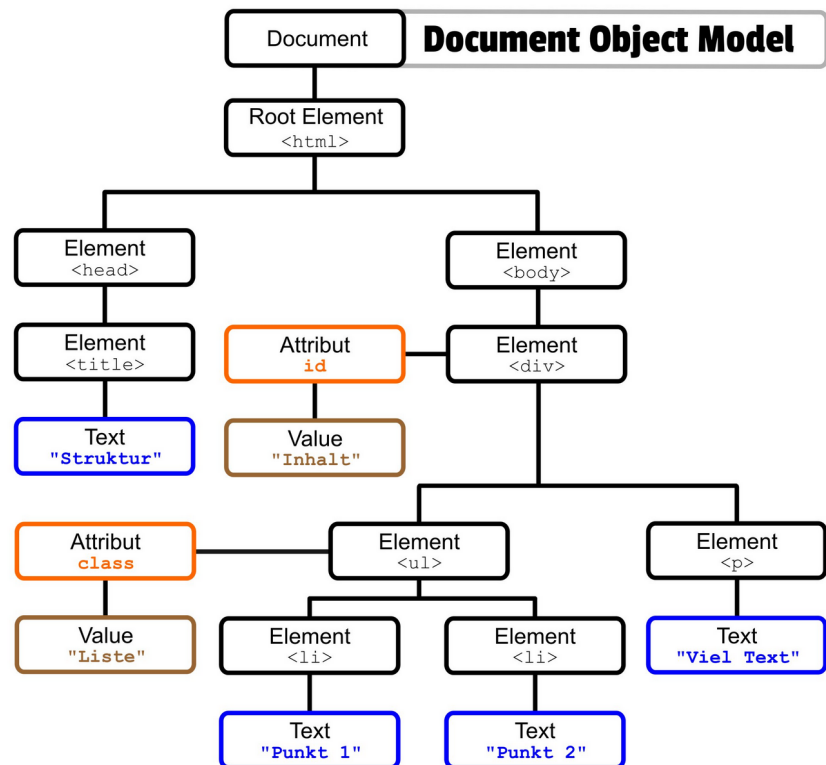 Document
Document Object Model
Root Element
<html>
Element
<head>
Element
<body>
Element
<title>
Attribut
id
Element
<div>
Text
"Struktur"
Value
"Inhalt"
Attribut
class
Element
<ul>
Element
<p>
Value
"Liste"
Element
<li>
Element
<li>
Text
"Viel Text"
Text
"Punkt 1"
Text
"Punkt 2"